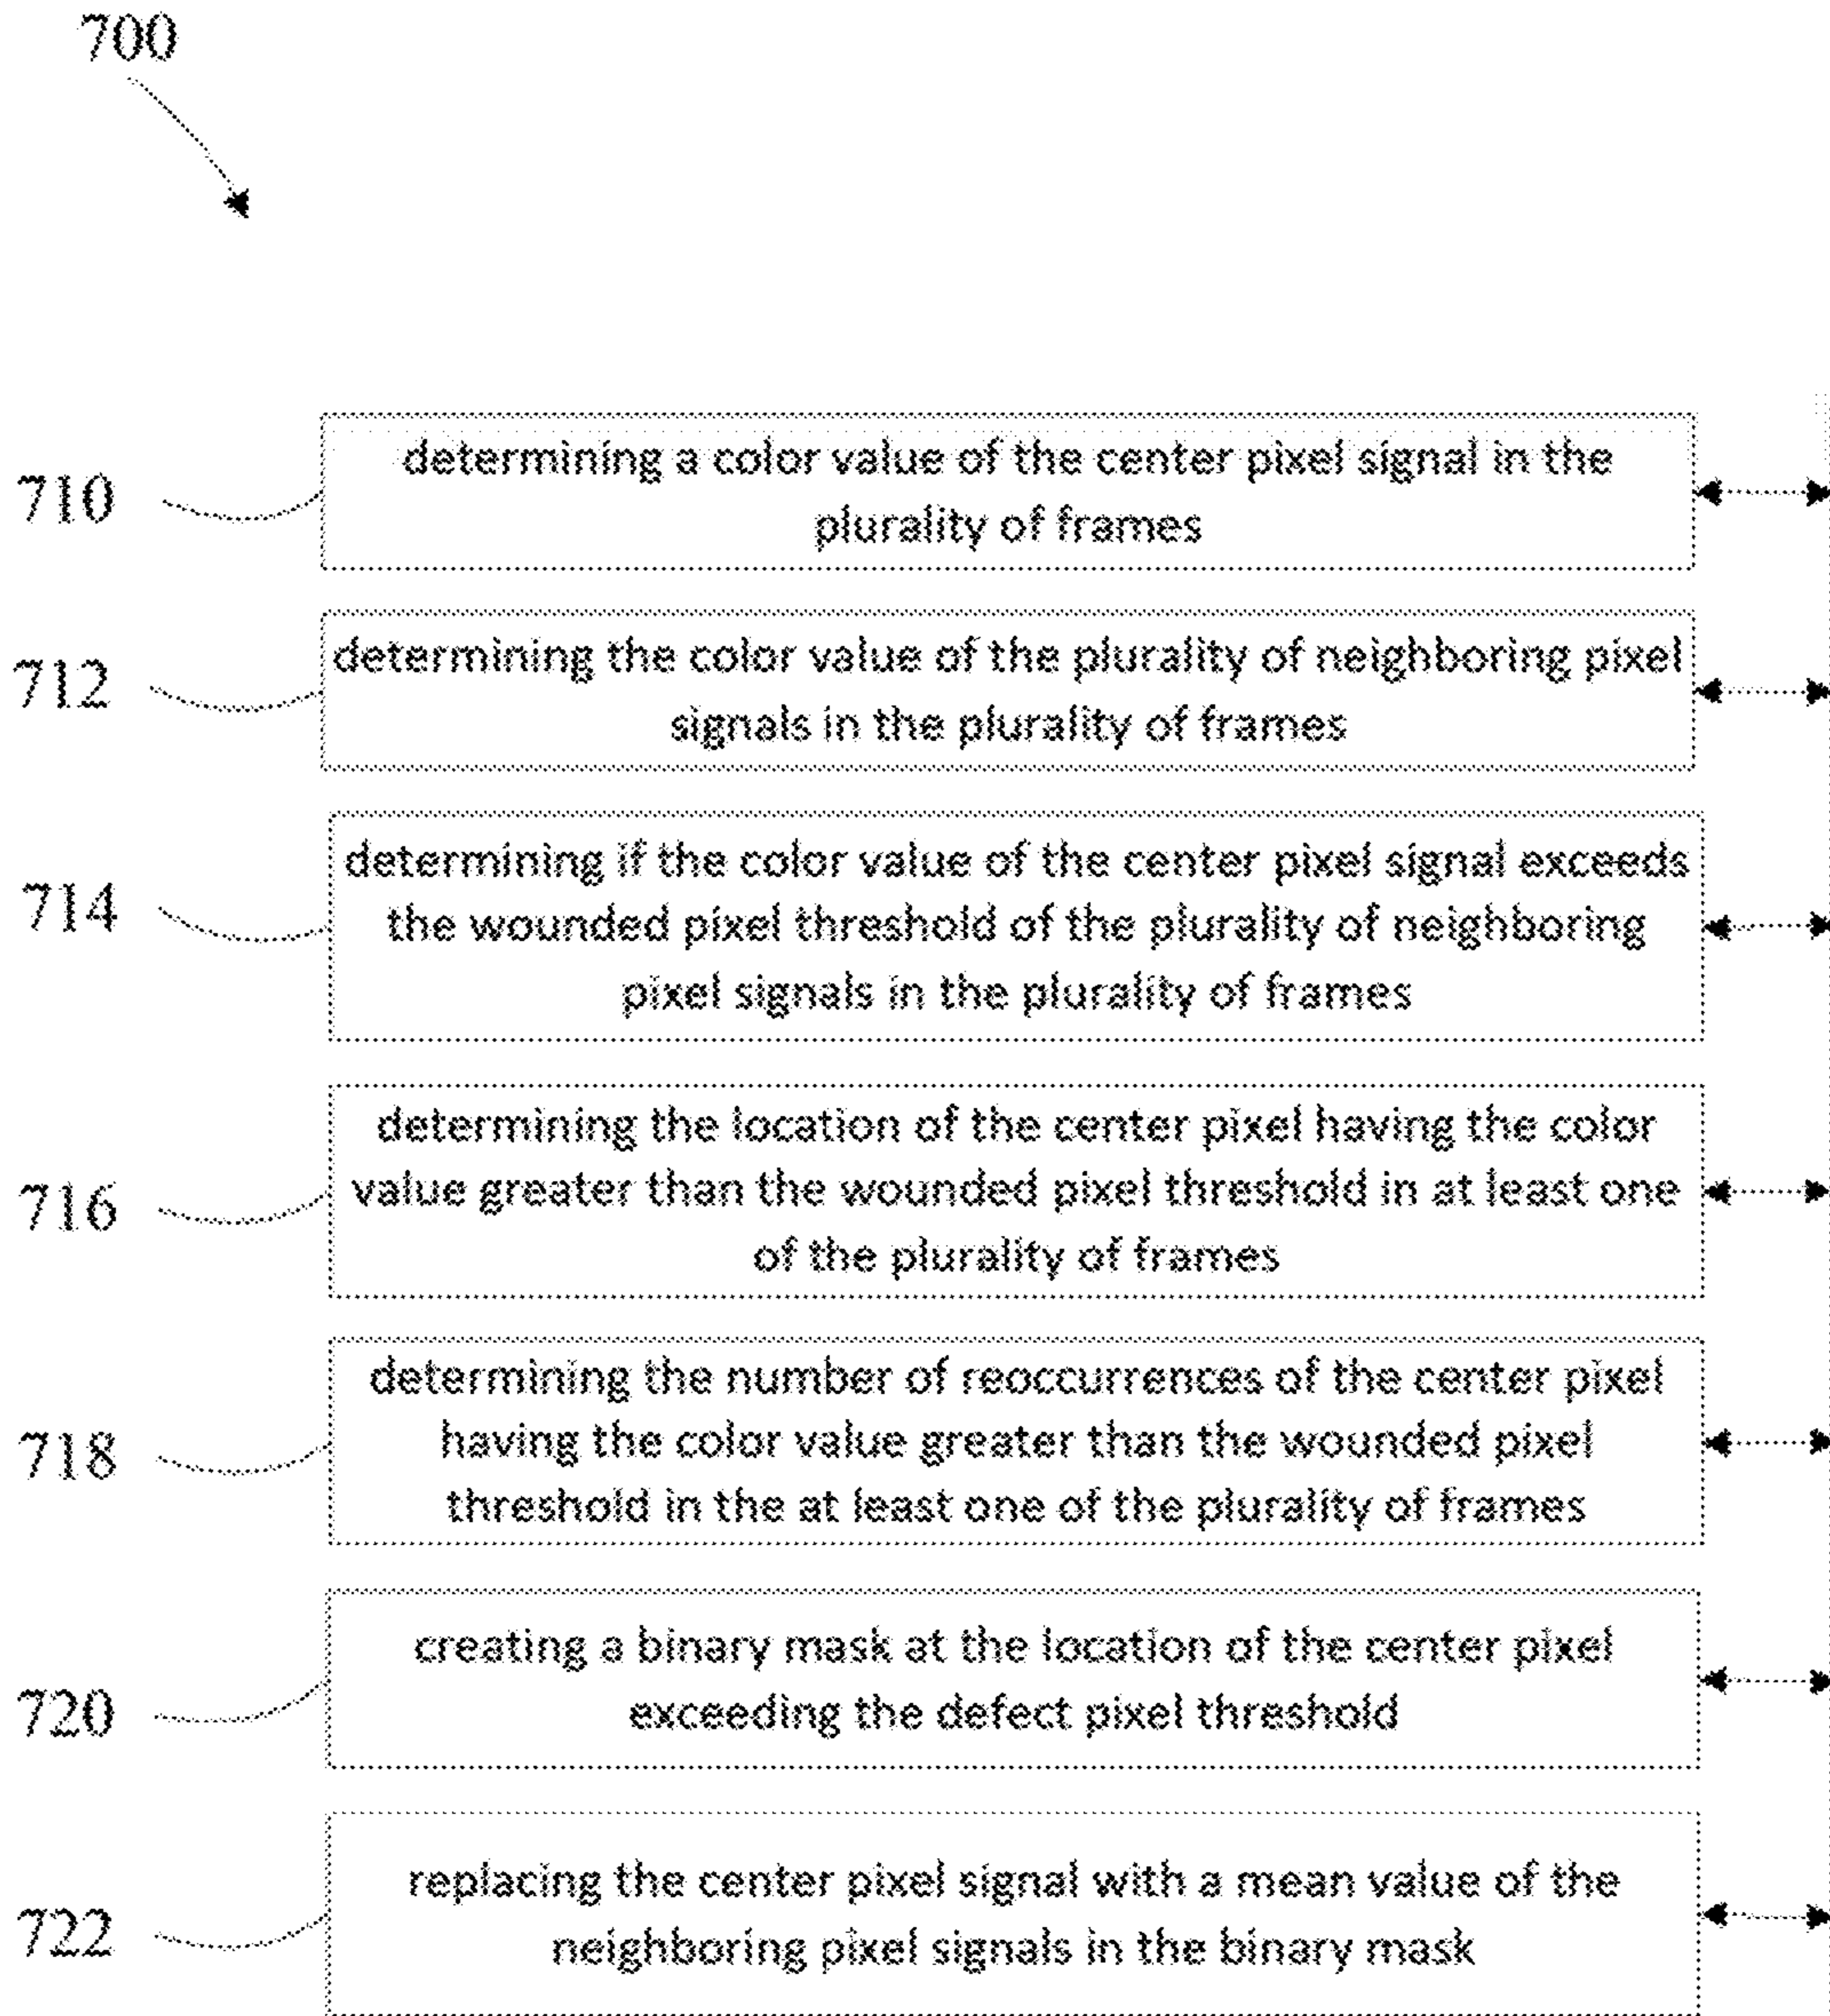 700
710
determining a color value of the center pixel signal in the
plurality of frames
712
determining the color value of the plurality of neighboring pixel
signals in the plurality of frames
714
determining if the color value of the center pixel signal exceeds
the wounded pixel threshold of the plurality of neighboring
pixel signals in the plurality of frames
716
determining the location of the center pixel having the color
value greater than the wounded pixel threshold in at least one
of the plurality of frames
718
determining the number of reoccurrences of the center pixel
having the color value greater than the wounded pixel
threshold in the at least one of the plurality of frames
720
creating a binary mask at the location of the center pixel
exceeding the defect pixel threshold
722
replacing the center pixel signal with a mean value of the
neighboring pixel signals in the binary mask